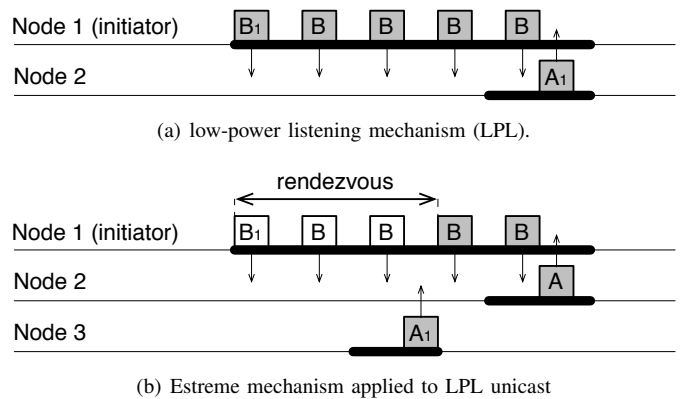 Node 1 (initiator) B1 B B B B
Node 2 A1
(a) low-power listening mechanism (LPL).
rendezvous
Node 1 (initiator) B1 B B B B
Node 2 A
Node 3 A1
(b) Estreme mechanism applied to LPL unicast